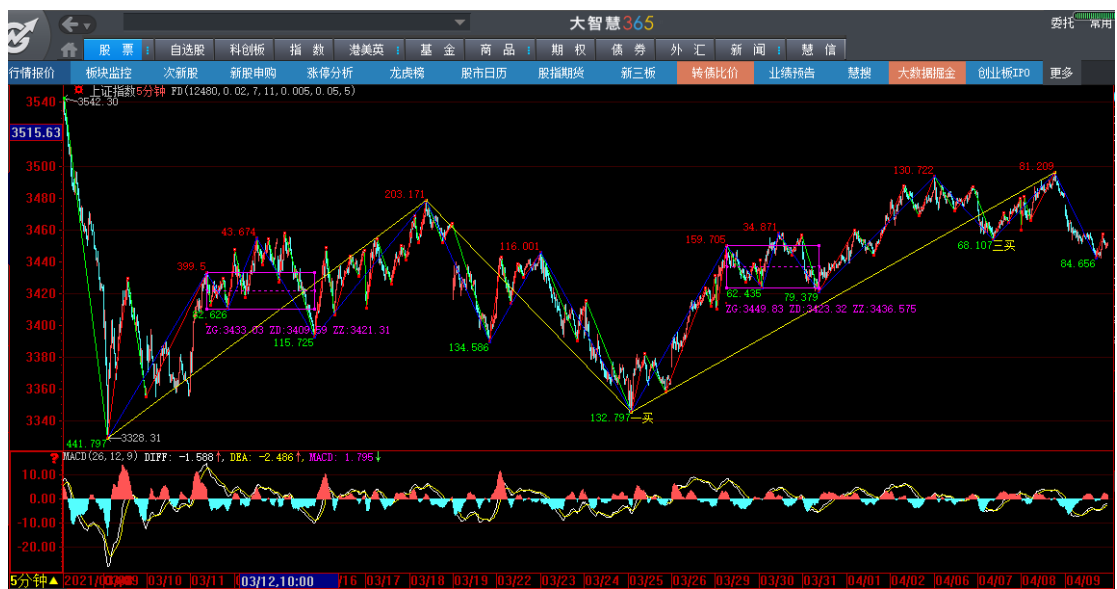 大智慧365
委托 常用
股 票 自选股 科创板 指 数 港美英 基 金 商 品 期 权 债 券 外 汇 新 闻 慧 信
行情报价 板块监控 次新股 新股申购 涨停分析 龙虎榜 股市日历 股指期货 新三板 转债比价 业绩预告 慧搜 大数据掘金 创业板IPO 更多
上证指数5分钟 FD(12480,0.02,7,11,0.005,0.05,5)
3540
3542.30
3515.63
3500
130.722
81.209
3480
203.171
3460
43.674
116.001
159.705
34.871
68.107三买
3440
399.5
84.656
3420
62.435
79.379
ZG:3449.83 ZD:3423.32 ZZ:3436.575
3400
ZG:3433.03 ZD:3409.59 ZZ:3421.31
115.725
134.586
3380
3360
132.797一买
3340
441.797
3328.31
? MACD(26,12,9) DIFF: -1.588↑, DEA: -2.486↑, MACD: 1.795↓
10.00
0.00
-10.00
-20.00
5分钟▲ 03/10 03/11 03/12,10:00 /16 03/17 03/18 03/19 03/22 03/23 03/24 03/25 03/26 03/29 03/30 03/31 04/01 04/02 04/06 04/07 04/08 04/09